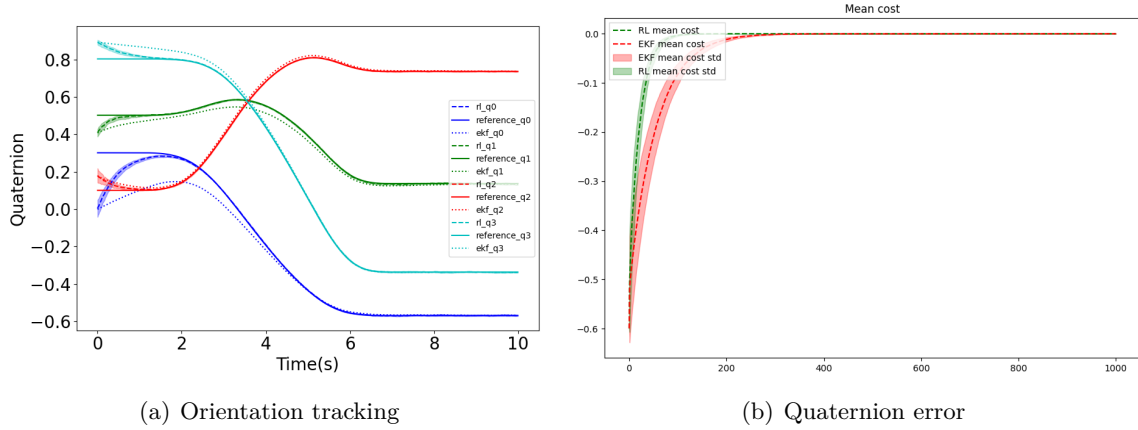 Mean cost
0.8
0.6
0.4
0.2
0.0
−0.2
−0.4
−0.6
Quaternion
0
2
4
6
8
10
Time(s)
rl_q0
reference_q0
ekf_q0
rl_q1
reference_q1
ekf_q1
rl_q2
reference_q2
ekf_q2
rl_q3
reference_q3
ekf_q3
0.0
−0.1
−0.2
−0.3
−0.4
−0.5
−0.6
0
200
400
600
800
1000
RL mean cost
EKF mean cost
EKF mean cost std
RL mean cost std
(a) Orientation tracking
(b) Quaternion error